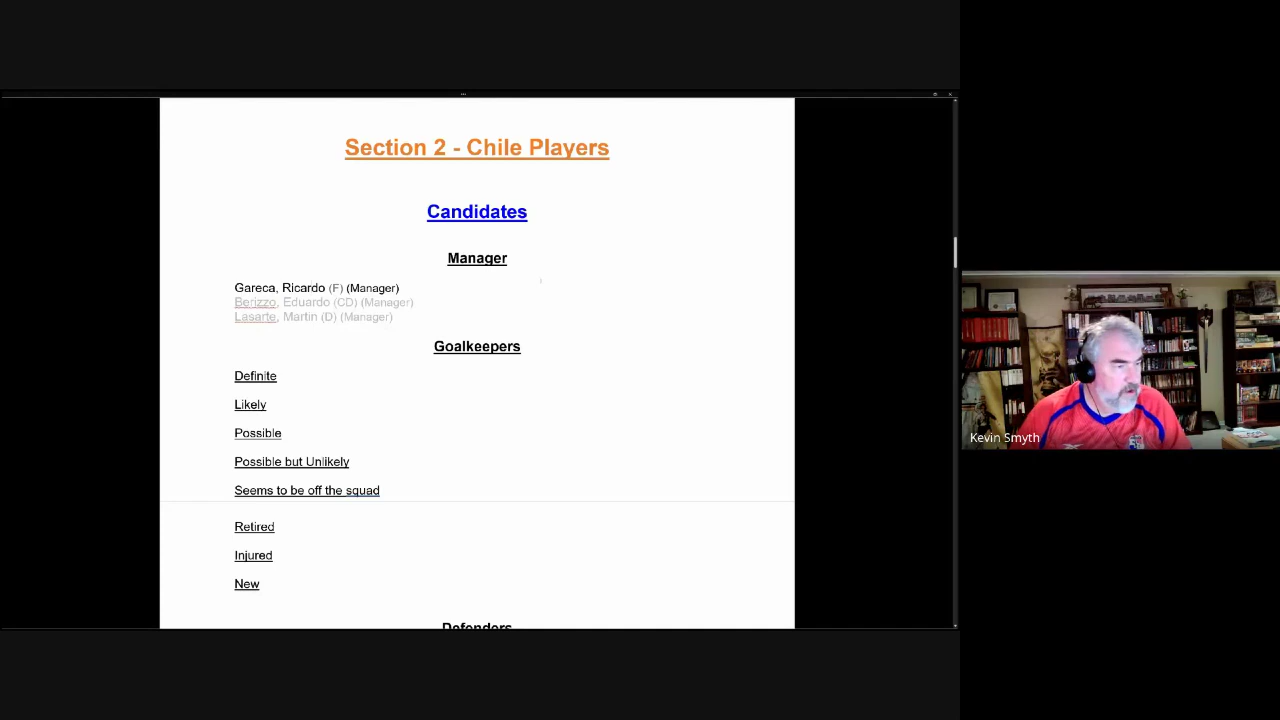 Section 2 - Chile Players
Candidates
Manager
Gareca, Ricardo (F) (Manager)
Berizzo, Eduardo (CD) (Manager)
Lasarte, Martin (D) (Manager)
Goalkeepers
Definite
Likely
Possible
Possible but Unlikely
Seems to be off the squad
Retired
Injured
New
Defenders
Kevin Smyth